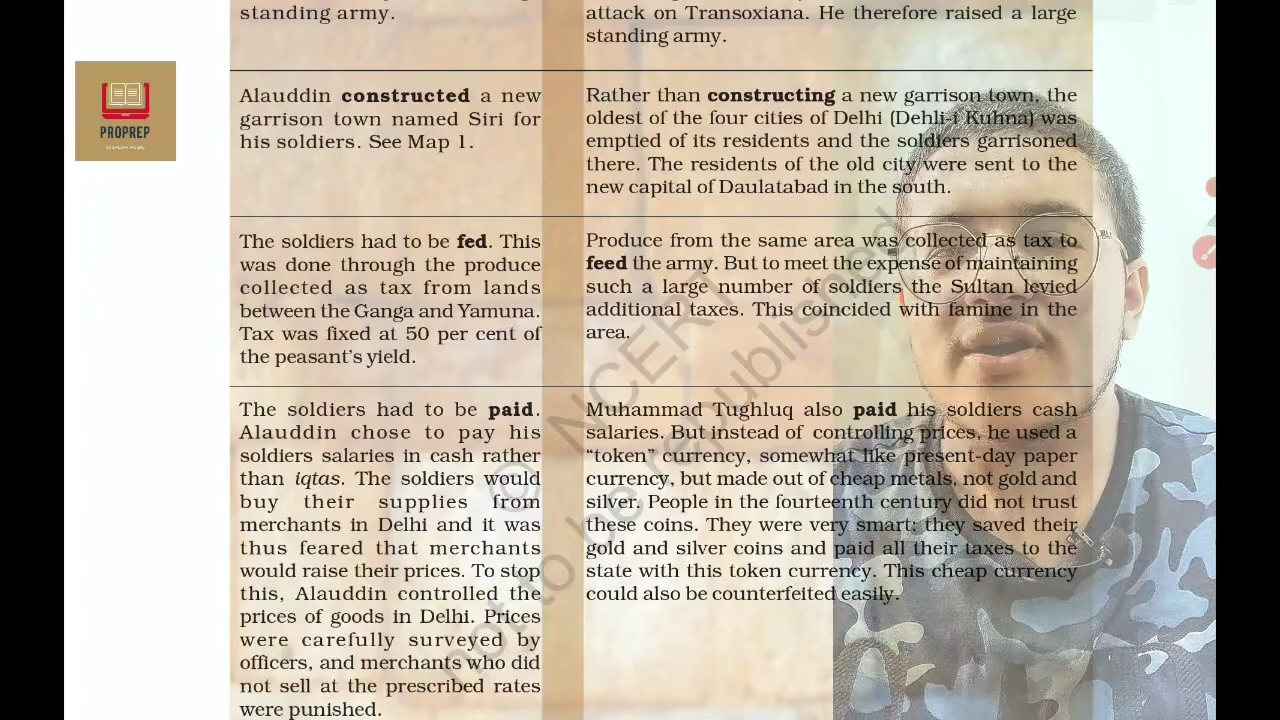 standing army.
attack on Transoxiana. He therefore raised a large
standing army.
PROPREP
Alauddin constructed a new
garrison town named Siri for
his soldiers. See Map 1.
Rather than constructing a new garrison town, the
oldest of the four cities of Delhi (Dehli-i Kuhna) was
emptied of its residents and the soldiers garrisoned
there. The residents of the old city were sent to the
new capital of Daulatabad in the south.
The soldiers had to be fed. This
was done through the produce
collected as tax from lands
between the Ganga and Yamuna.
Tax was fixed at 50 per cent of
the peasant's yield.
Produce from the same area was collected as tax to
feed the army. But to meet the expense of maintaining
such a large number of soldiers the Sultan levied
additional taxes. This coincided with famine in the
area.
The soldiers had to be paid.
Alauddin chose to pay his
soldiers salaries in cash rather
than iqtas. The soldiers would
buy their supplies from
merchants in Delhi and it was
thus feared that merchants
would raise their prices. To stop
this, Alauddin controlled the
prices of goods in Delhi. Prices
were carefully surveyed by
officers, and merchants who did
not sell at the prescribed rates
were punished.
Muhammad Tughluq also paid his soldiers cash
salaries. But instead of controlling prices, he used a
“token” currency, somewhat like present-day paper
currency, but made out of cheap metals, not gold and
silver. People in the fourteenth century did not trust
these coins. They were very smart: they saved their
gold and silver coins and paid all their taxes to the
state with this token currency. This cheap currency
could also be counterfeited easily.
© NCERT
not to be republished